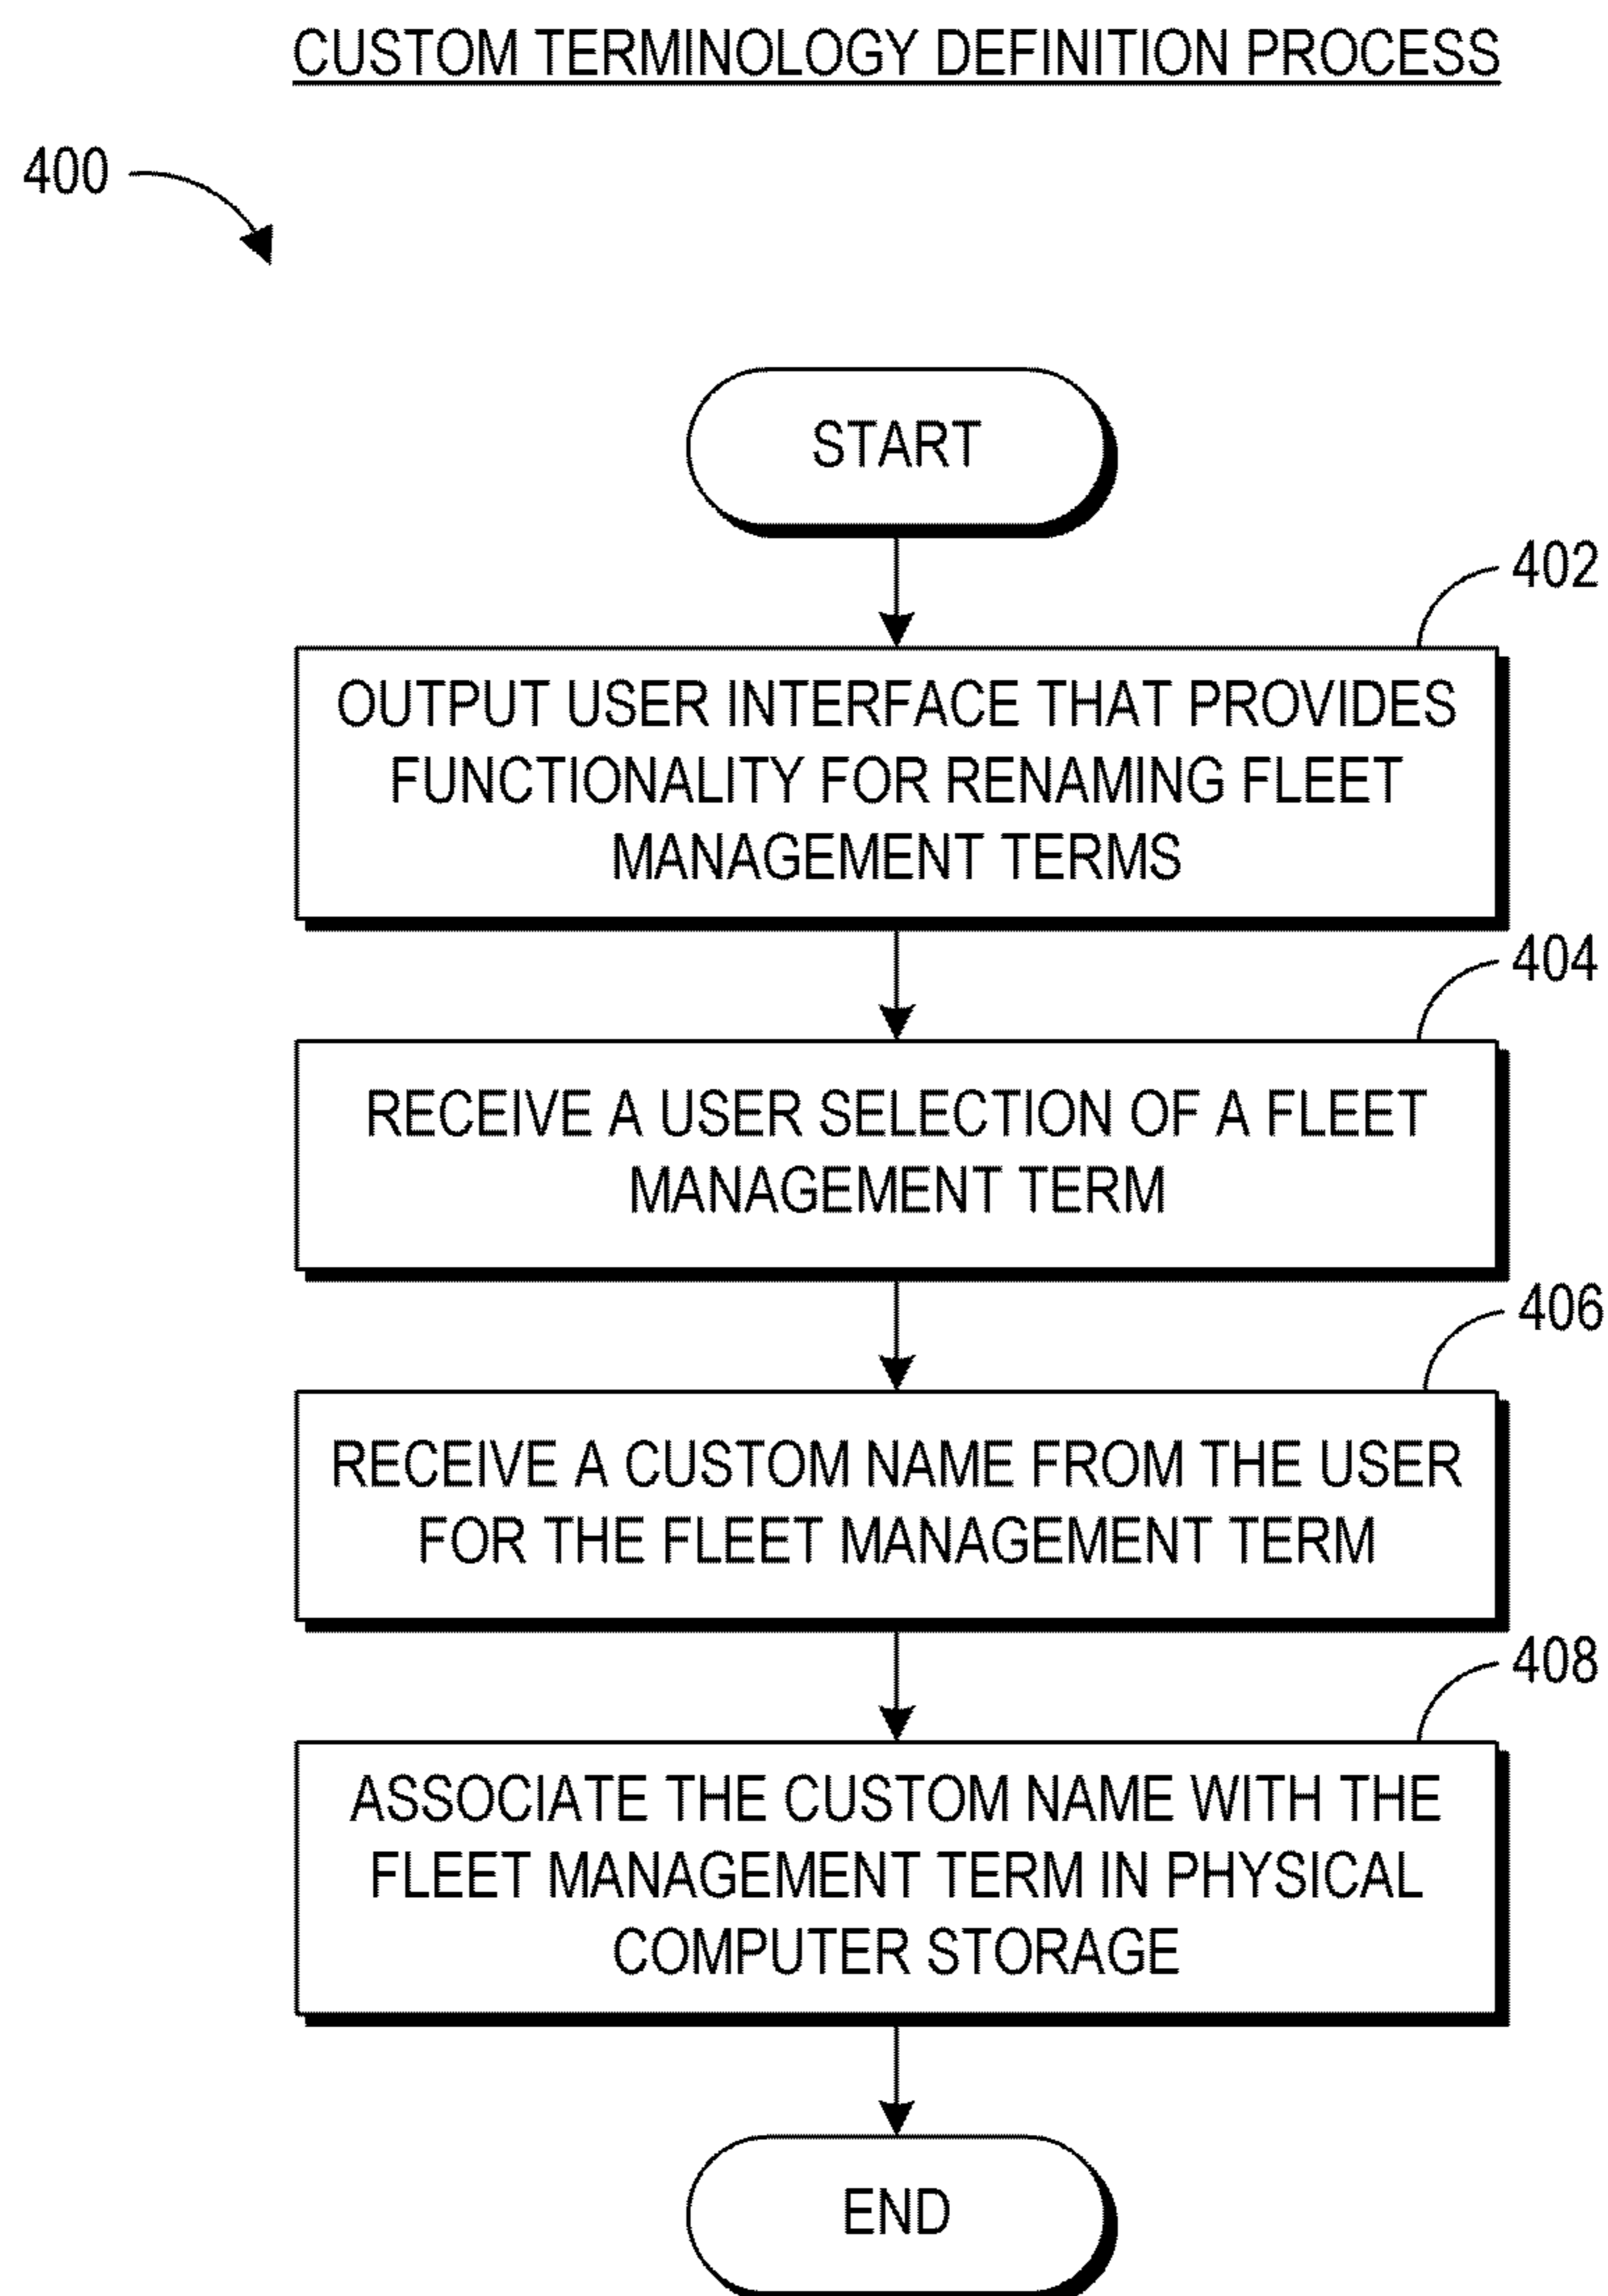 CUSTOM TERMINOLOGY DEFINITION PROCESS
400
START
402
OUTPUT USER INTERFACE THAT PROVIDES
FUNCTIONALITY FOR RENAMING FLEET
MANAGEMENT TERMS
404
RECEIVE A USER SELECTION OF A FLEET
MANAGEMENT TERM
406
RECEIVE A CUSTOM NAME FROM THE USER
FOR THE FLEET MANAGEMENT TERM
408
ASSOCIATE THE CUSTOM NAME WITH THE
FLEET MANAGEMENT TERM IN PHYSICAL
COMPUTER STORAGE
END